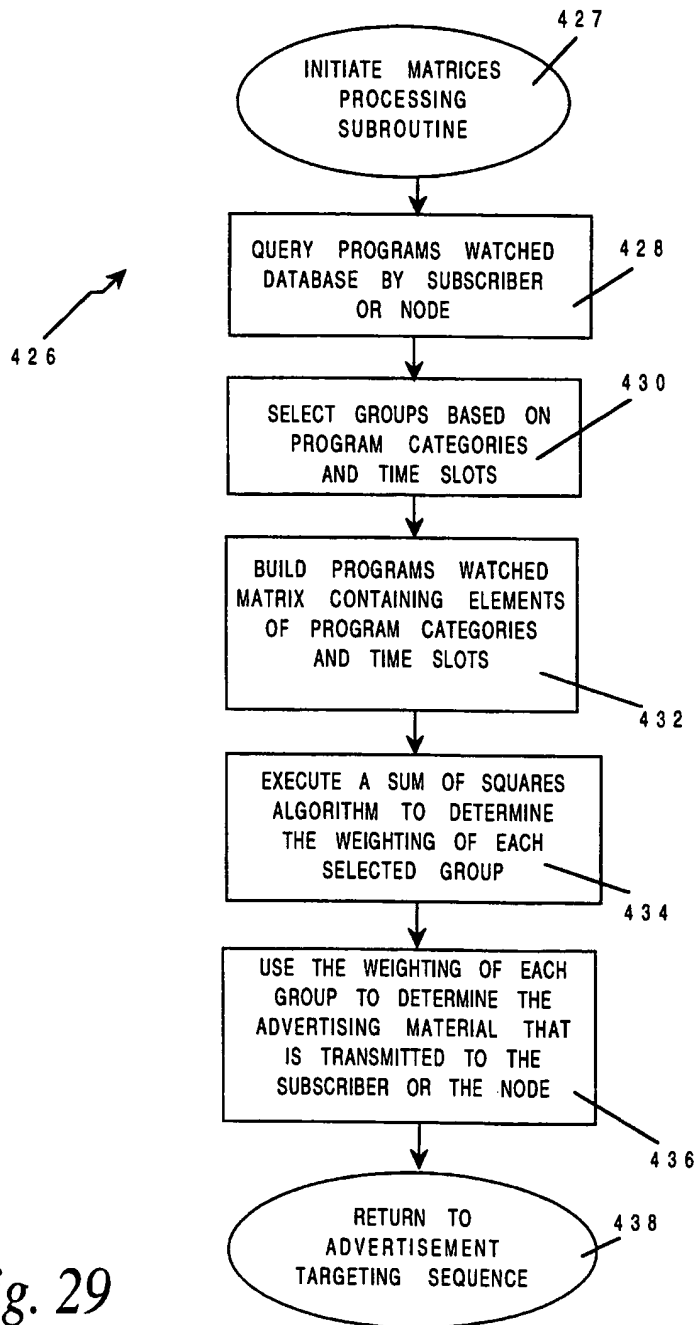 427
INITIATE MATRICES
PROCESSING
SUBROUTINE
428
QUERY PROGRAMS WATCHED
DATABASE BY SUBSCRIBER
OR NODE
426
430
SELECT GROUPS BASED ON
PROGRAM CATEGORIES
AND TIME SLOTS
BUILD PROGRAMS WATCHED
MATRIX CONTAINING ELEMENTS
OF PROGRAM CATEGORIES
AND TIME SLOTS
432
EXECUTE A SUM OF SQUARES
ALGORITHM TO DETERMINE
THE WEIGHTING OF EACH
SELECTED GROUP
434
USE THE WEIGHTING OF EACH
GROUP TO DETERMINE THE
ADVERTISING MATERIAL THAT
IS TRANSMITTED TO THE
SUBSCRIBER OR THE NODE
436
RETURN TO
ADVERTISEMENT
TARGETING SEQUENCE
438
ig. 29